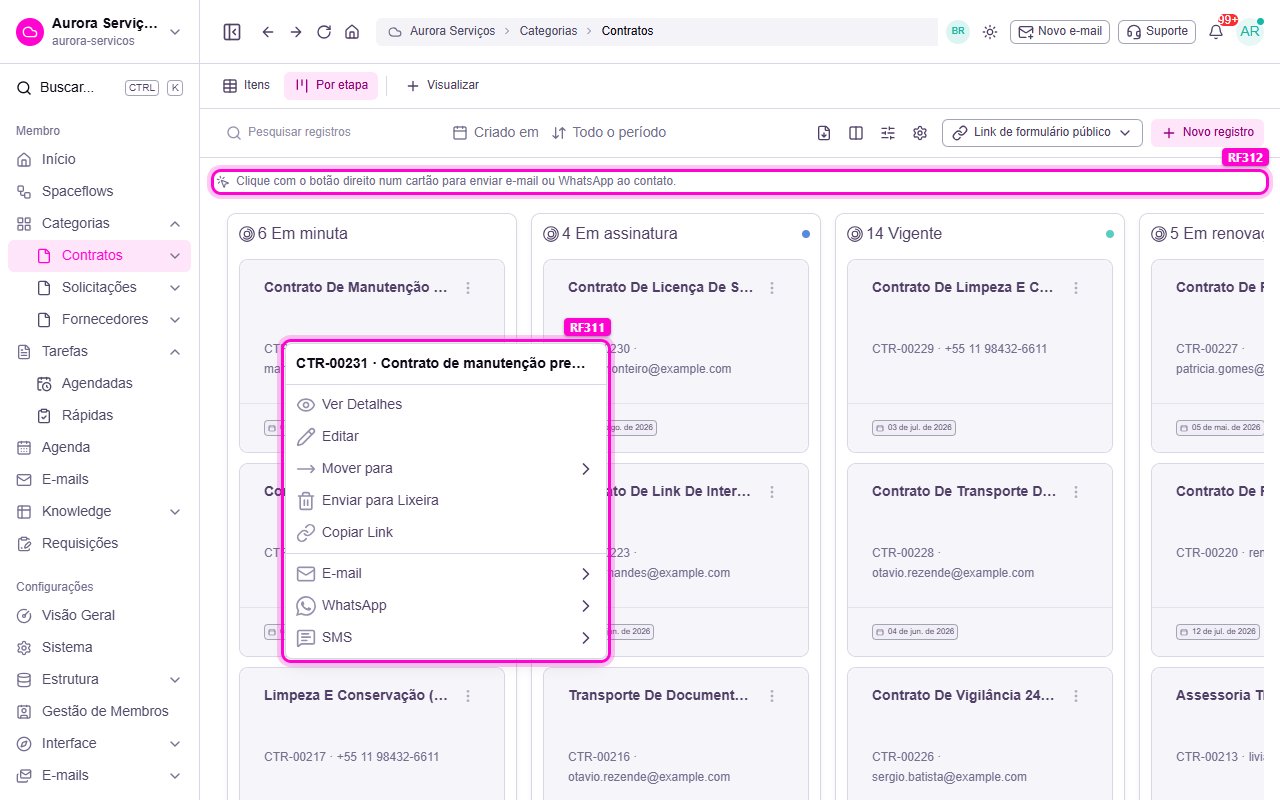 Aurora Serviç...
aurora-servicos
Aurora Serviços
Categorias
Contratos
BR
Novo e-mail
Suporte
99+
AR
Buscar...
CTRL
K
Itens
Por etapa
Visualizar
Membro
Início
Spaceflows
Categorias
Contratos
Solicitações
Fornecedores
Tarefas
Agendadas
Rápidas
Agenda
E-mails
Knowledge
Requisições
Configurações
Visão Geral
Sistema
Estrutura
Gestão de Membros
Interface
E-mails
Pesquisar registros
Criado em
Todo o período
Link de formulário público
Novo registro
RF312
Clique com o botão direito num cartão para enviar e-mail ou WhatsApp ao contato.
6 Em minuta
Contrato De Manutenção ...
RF311
CTR-00231 · Contrato de manutenção pre...
Ver Detalhes
Editar
Mover para
Enviar para Lixeira
Copiar Link
E-mail
WhatsApp
SMS
Limpeza E Conservação (...
CTR-00217 · +55 11 98432-6611
4 Em assinatura
Contrato De Licença De S...
230 ·
onteiro@example.com
go. de 2026
to De Link De Inter...
223 ·
nandes@example.com
n. de 2026
Transporte De Document...
CTR-00216 ·
otavio.rezende@example.com
14 Vigente
Contrato De Limpeza E C...
CTR-00229 · +55 11 98432-6611
03 de jul. de 2026
Contrato De Transporte D...
CTR-00228 ·
otavio.rezende@example.com
04 de jun. de 2026
Contrato De Vigilância 24...
CTR-00226 ·
sergio.batista@example.com
5 Em renovaç
Contrato De F
CTR-00227 ·
patricia.gomes@
05 de mai. de 2026
Contrato De F
CTR-00220 · ren
12 de jul. de 2026
Assessoria T
CTR-00213 · livia